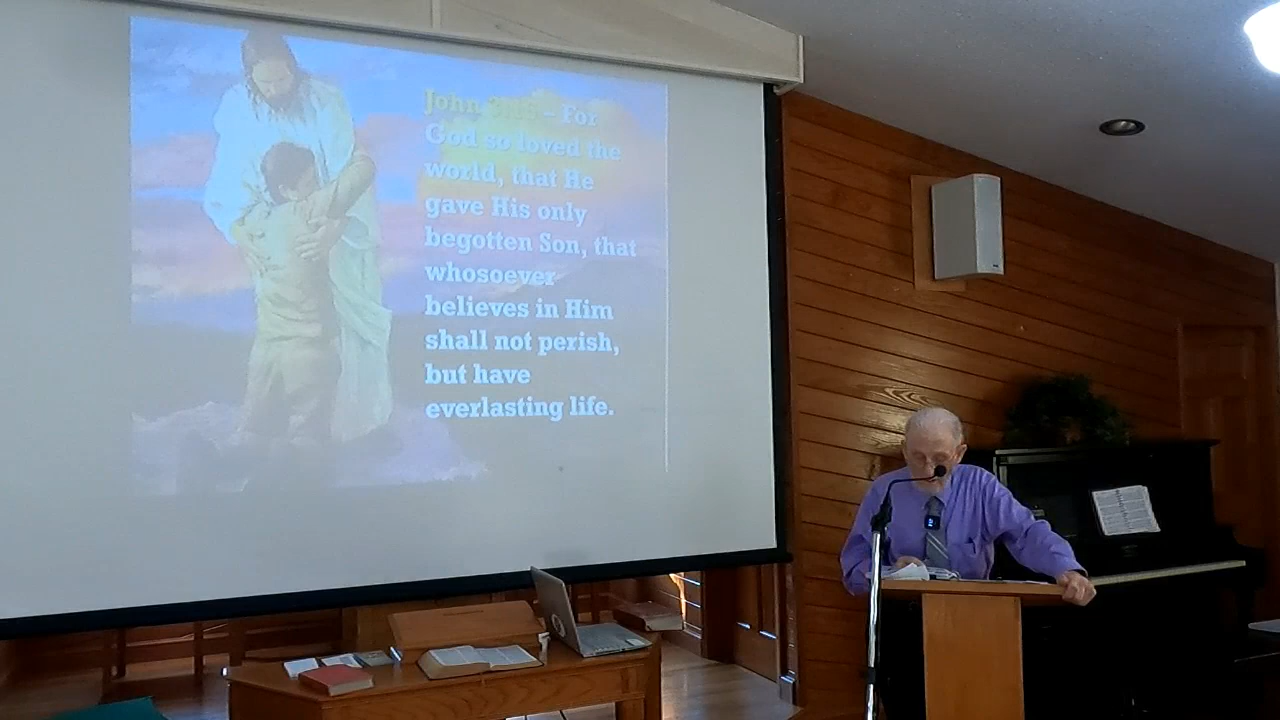 John 3:16 – For
God so loved the
world, that He
gave His only
begotten Son, that
whosoever
believes in Him
shall not perish,
but have
everlasting life.